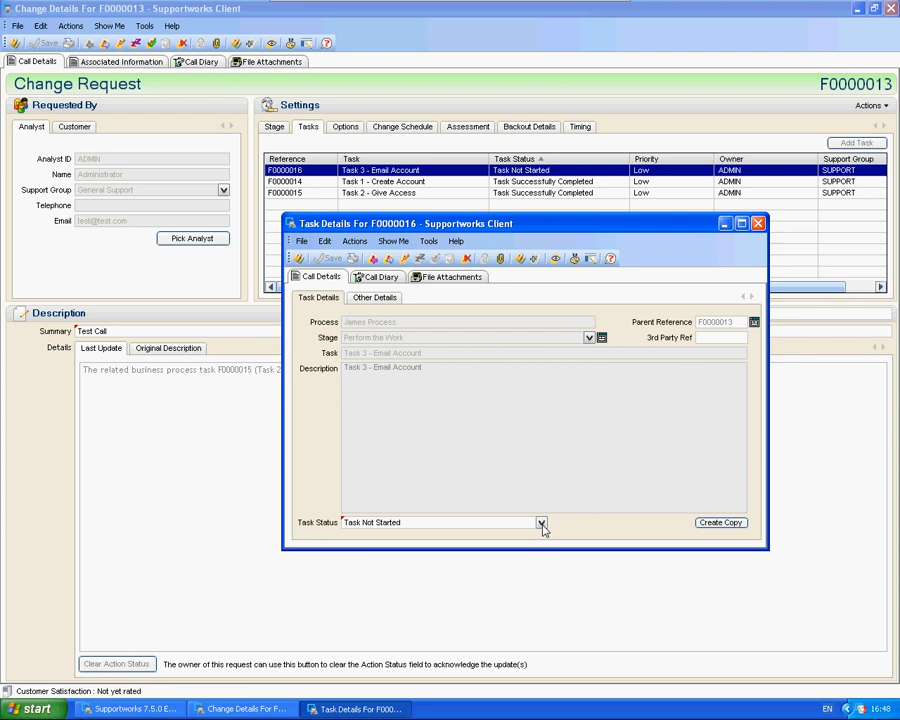 Change Details For F0000013 - Supportworks Client
File Edit Actions Show Me Tools Help
Save
Call Details Associated Information Call Diary File Attachments
Change Request F0000013
Requested By
Settings
Actions
Analyst Customer
Stage Tasks Options Change Schedule Assessment Backout Details Timing
Add Task
Analyst ID ADMIN
Name Administrator
Support Group General Support
Telephone
Email test@test.com
Pick Analyst
Reference Task Task Status Priority Owner Support Group
F0000016 Task 3 - Email Account Task Not Started Low ADMIN SUPPORT
F0000014 Task 1 - Create Account Task Successfully Completed Low ADMIN SUPPORT
F0000015 Task 2 - Give Access Task Successfully Completed Low ADMIN SUPPORT
Task Details For F0000016 - Supportworks Client
File Edit Actions Show Me Tools Help
Save
Call Details Call Diary File Attachments
Task Details Other Details
Process James Process Parent Reference F0000013
Stage Perform the Work 3rd Party Ref
Task Task 3 - Email Account
Description Task 3 - Email Account
Task Status Task Not Started Create Copy
Description
Summary Test Call
Details Last Update Original Description
The related business process task F0000015 (Task 2
Clear Action Status The owner of this request can use this button to clear the Action Status field to acknowledge the update(s)
Customer Satisfaction : Not yet rated
start Supportworks 7.5.0 E... Change Details For F... Task Details For F000... EN 16:48